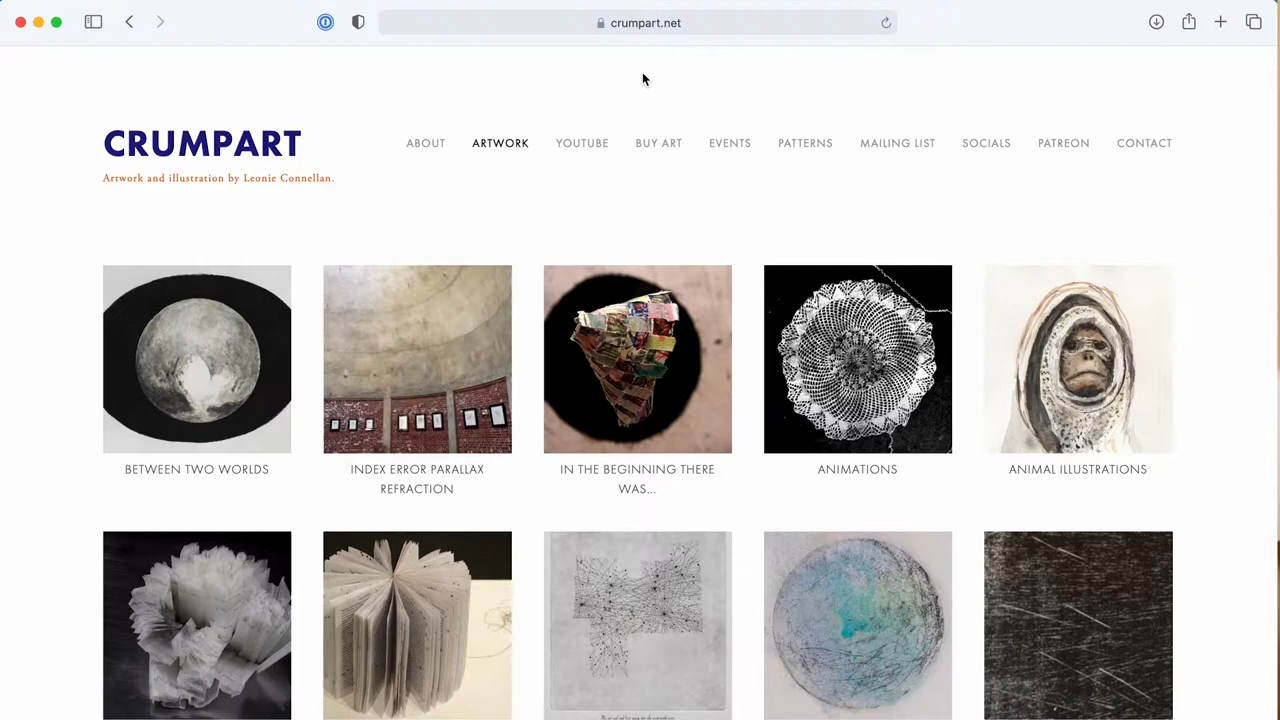 crumpart.net
CRUMPART
ABOUT ARTWORK YOUTUBE BUY ART EVENTS PATTERNS MAILING LIST SOCIALS PATREON CONTACT
Artwork and illustration by Leonie Connellan.
BETWEEN TWO WORLDS
INDEX ERROR PARALLAX
REFRACTION
IN THE BEGINNING THERE
WAS...
ANIMATIONS
ANIMAL ILLUSTRATIONS